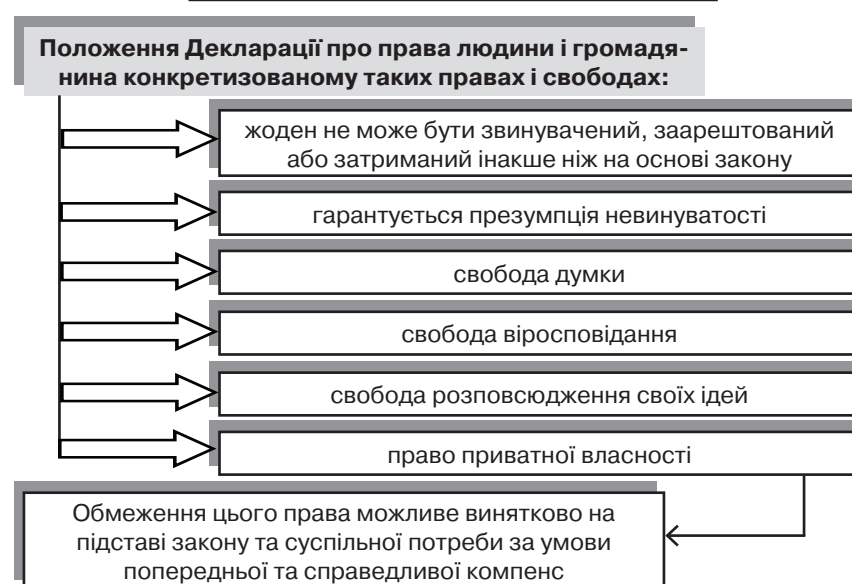 Положення Декларації про права людини і громадя-
нина конкретизованому таких правах і свободах:
жоден не може бути звинувачений, заарештований
або затриманий інакше ніж на основі закону
гарантується презумпція невинуватості
свобода думки
свобода віросповідання
свобода розповсюдження своїх ідей
право приватної власності
Обмеження цього права можливе винятково на
підставі закону та суспільної потреби за умови
попередньої та справедливої компенс